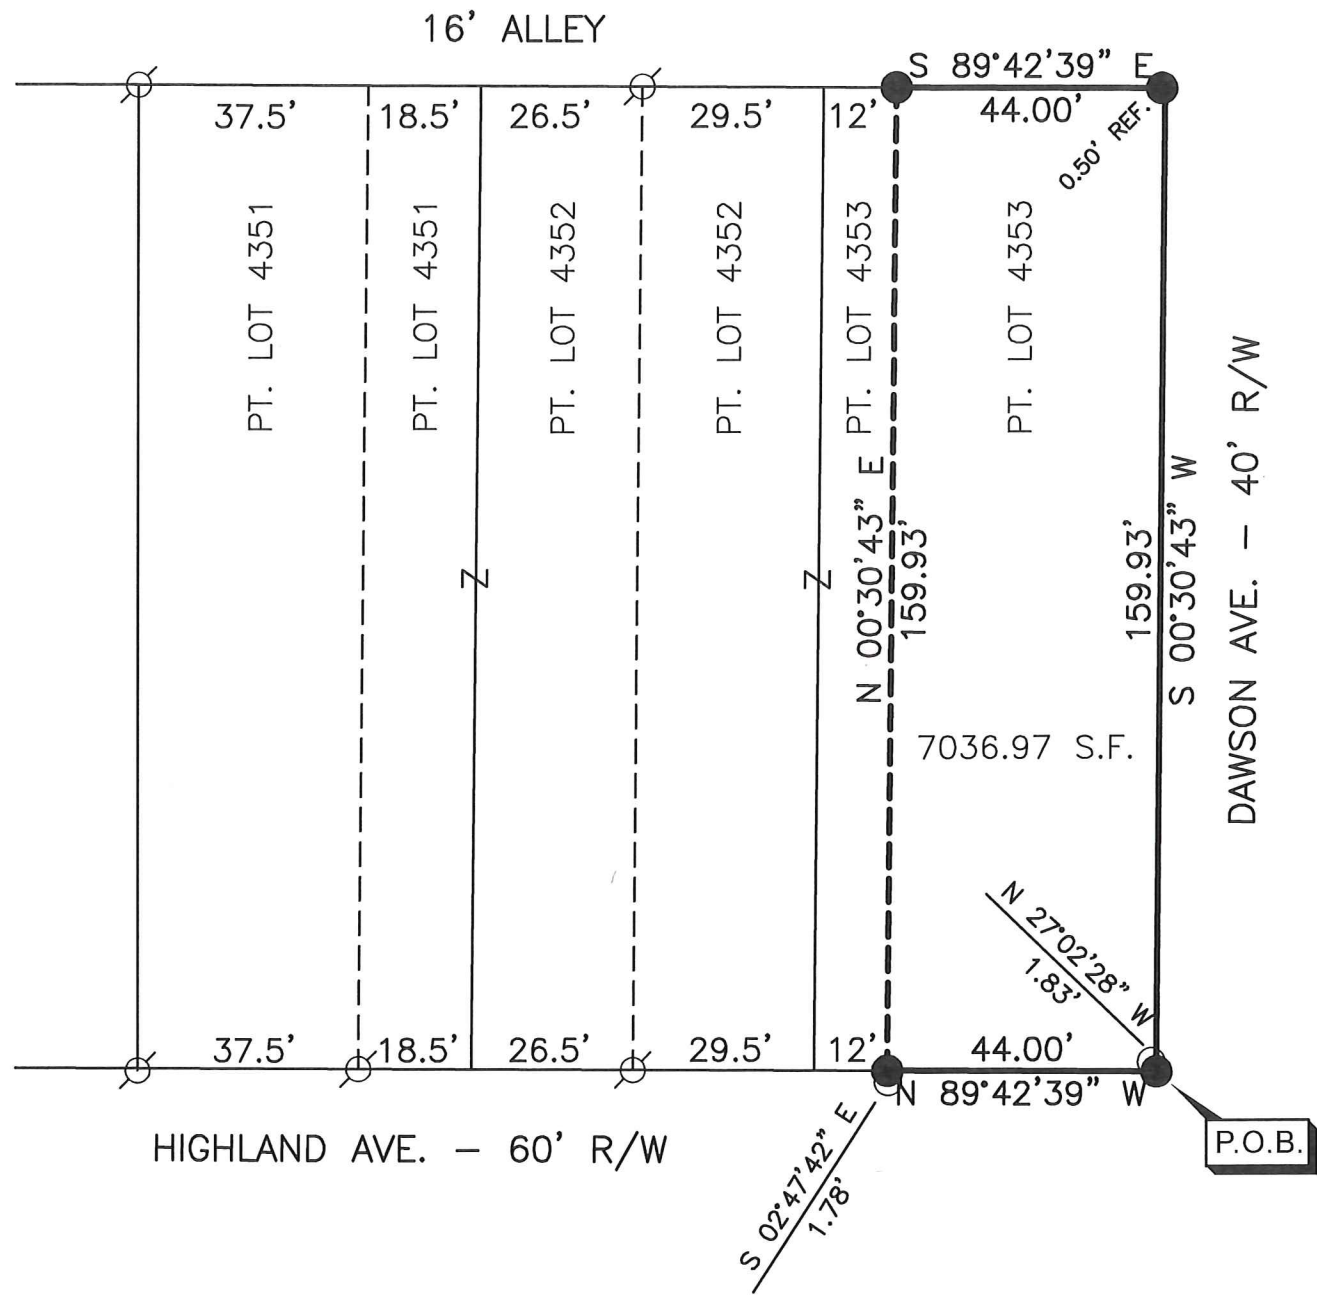 16' ALLEY
S 89°42'39" E
37.5' 18.5' 26.5' 29.5' 12' 44.00'
0.50' REF.
PT. LOT 4351
PT. LOT 4351
PT. LOT 4352
PT. LOT 4352
PT. LOT 4353
PT. LOT 4353
N 00°30'43" E
159.93'
159.93'
S 00°30'43" W
DAWSON AVE. - 40' R/W
Z
Z
7036.97 S.F.
N 27°02'28" W
1.83'
37.5' 18.5' 26.5' 29.5' 12' 44.00'
N 89°42'39" W
HIGHLAND AVE. - 60' R/W
P.O.B.
S 02°47'42" E
1.78'